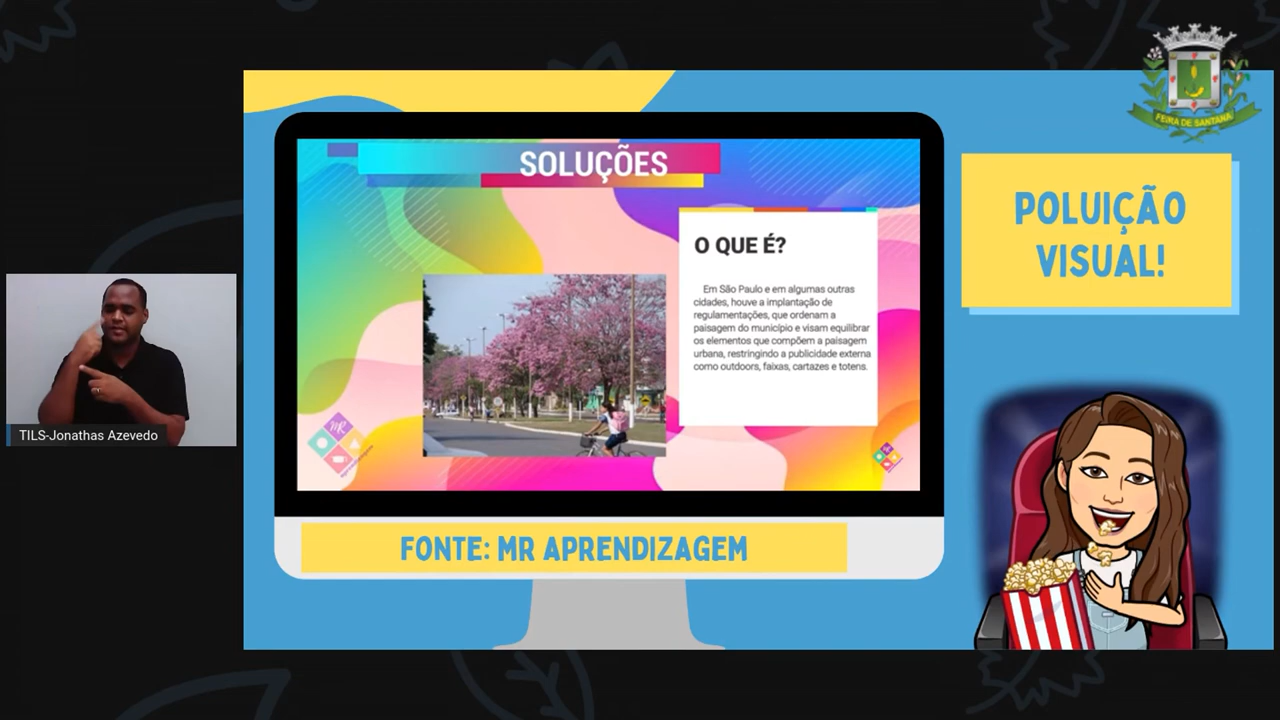 FEIRA DE SANTANA
SOLUÇÕES
O QUE É?
Em São Paulo e em algumas outras
cidades, houve a implantação de
regulamentações, que ordenam a
paisagem do município e visam equilibrar
os elementos que compõem a paisagem
urbana, restringindo a publicidade externa
como outdoors, faixas, cartazes e totens.
MR
POLUIÇÃO
VISUAL!
TILS-Jonathas Azevedo
FONTE: MR APRENDIZAGEM